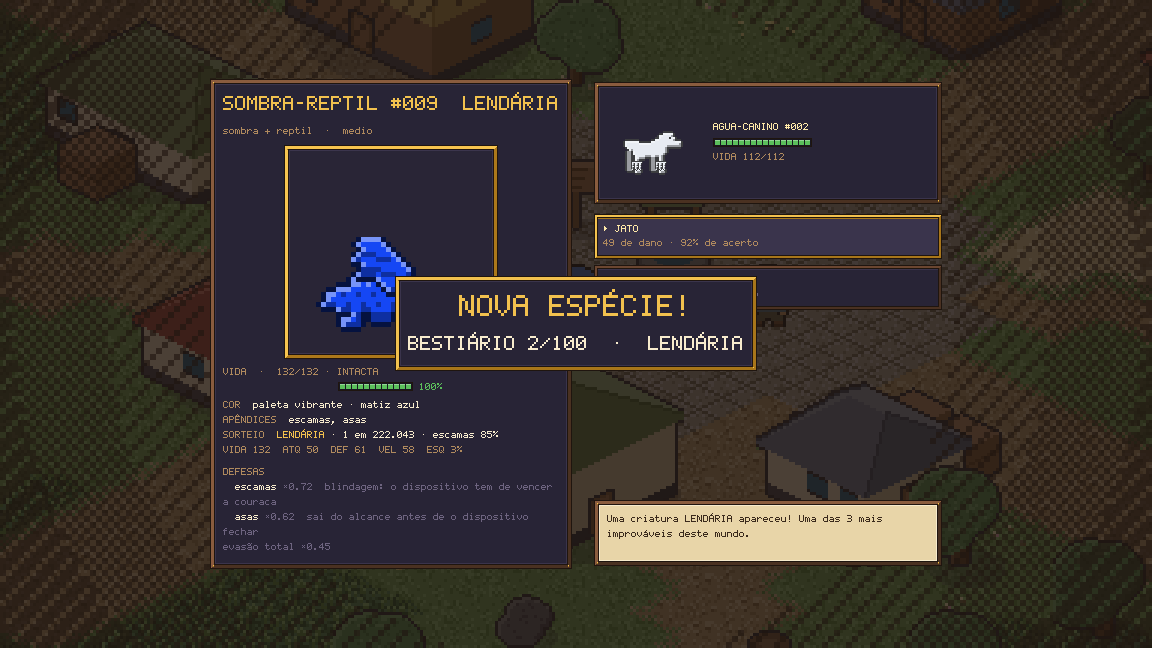 SOMBRA-REPTIL #009 LENDÁRIA
sombra + reptil · medio
VIDA · 132/132 · INTACTA
100%
COR paleta vibrante · matiz azul
APÊNDICES escamas, asas
SORTEIO LENDÁRIA · 1 em 222.043 · escamas 85%
VIDA 132 ATQ 50 DEF 61 VEL 58 ESQ 3%
DEFESAS
escamas ×0.72 blindagem: o dispositivo tem de vencer
a couraca
asas ×0.62 sai do alcance antes de o dispositivo
fechar
evasão total ×0.45
NOVA ESPÉCIE!
BESTIÁRIO 2/100 · LENDÁRIA
AGUA-CANINO #002
VIDA 112/112
JATO
49 de dano · 92% de acerto
Uma criatura LENDÁRIA apareceu! Uma das 3 mais
improváveis deste mundo.